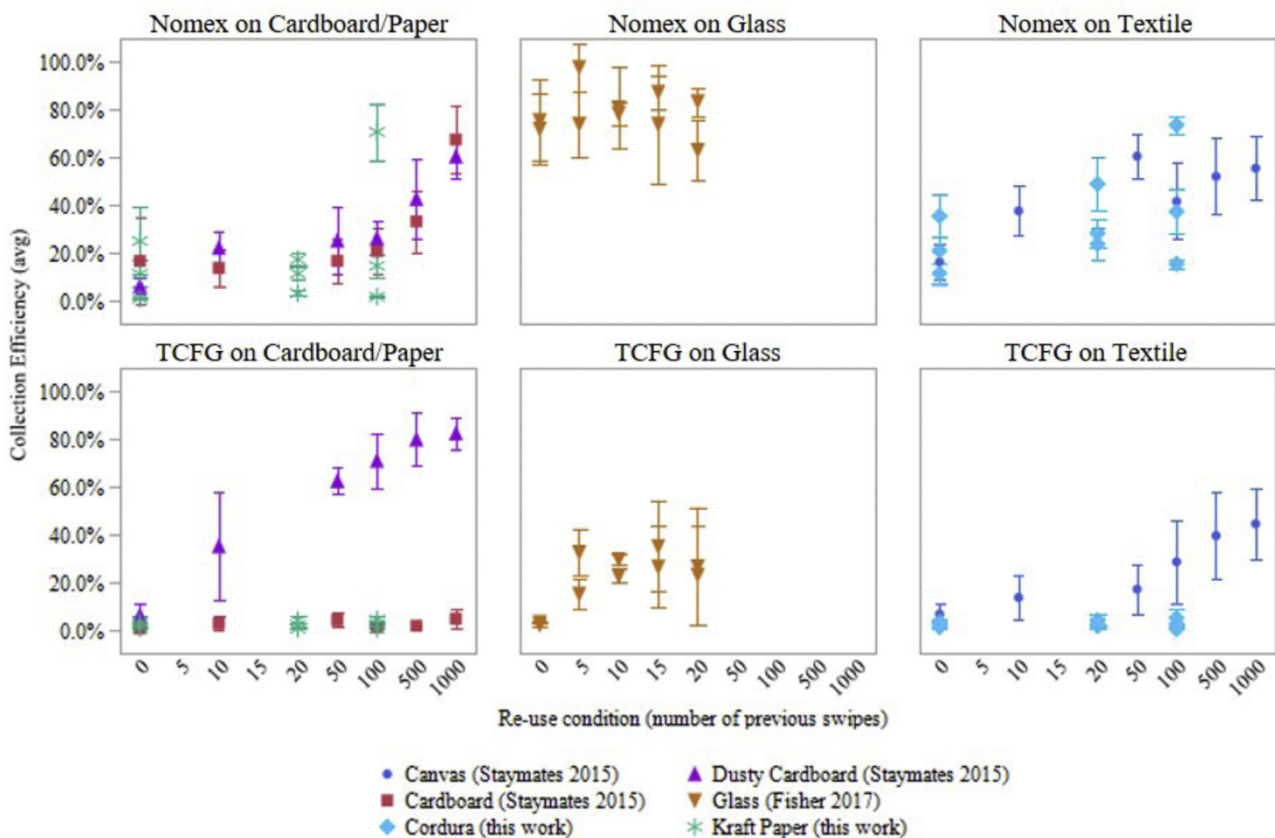 Nomex on Cardboard/Paper Nomex on Glass Nomex on Textile
100.0%
80.0%
60.0%
40.0%
20.0%
0.0%
Collection Efficiency (avg)
TCFG on Cardboard/Paper TCFG on Glass TCFG on Textile
100.0%
80.0%
60.0%
40.0%
20.0%
0.0%
0 5 10 15 20 50 100 500 1000 0 5 10 15 20 50 100 500 1000 0 5 10 15 20 50 100 500 1000
Re-use condition (number of previous swipes)
Canvas (Staymates 2015) Dusty Cardboard (Staymates 2015)
Cardboard (Staymates 2015) Glass (Fisher 2017)
Cordura (this work) Kraft Paper (this work)